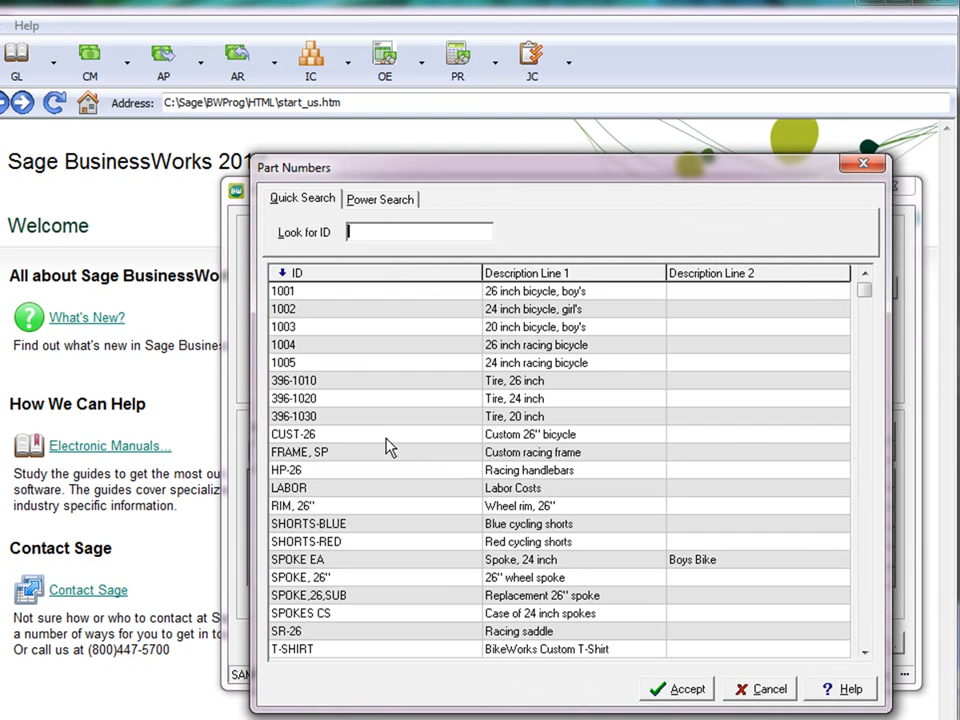 Help
GL
CM
AP
AR
IC
OE
PR
JC
Address: C:\Sage\BWProg\HTML\start_us.htm
Sage BusinessWorks 201
Welcome
All about Sage BusinessWo
What's New?
Find out what's new in Sage Busine
How We Can Help
Electronic Manuals...
Study the guides to get the most ou
software. The guides cover specializ
industry specific information.
Contact Sage
Contact Sage
Not sure how or who to contact at S
a number of ways for you to get in to
Or call us at (800)447-5700
BW
SAM
Part Numbers
Quick Search
Power Search
Look for ID
ID Description Line 1 Description Line 2
1001 26 inch bicycle, boy's
1002 24 inch bicycle, girl's
1003 20 inch bicycle, boy's
1004 26 inch racing bicycle
1005 24 inch racing bicycle
396-1010 Tire, 26 inch
396-1020 Tire, 24 inch
396-1030 Tire, 20 inch
CUST-26 Custom 26" bicycle
FRAME, SP Custom racing frame
HP-26 Racing handlebars
LABOR Labor Costs
RIM, 26" Wheel rim, 26"
SHORTS-BLUE Blue cycling shorts
SHORTS-RED Red cycling shorts
SPOKE EA Spoke, 24 inch Boys Bike
SPOKE, 26" 26" wheel spoke
SPOKE,26,SUB Replacement 26" spoke
SPOKES CS Case of 24 inch spokes
SR-26 Racing saddle
T-SHIRT BikeWorks Custom T-Shirt
Accept
Cancel
? Help